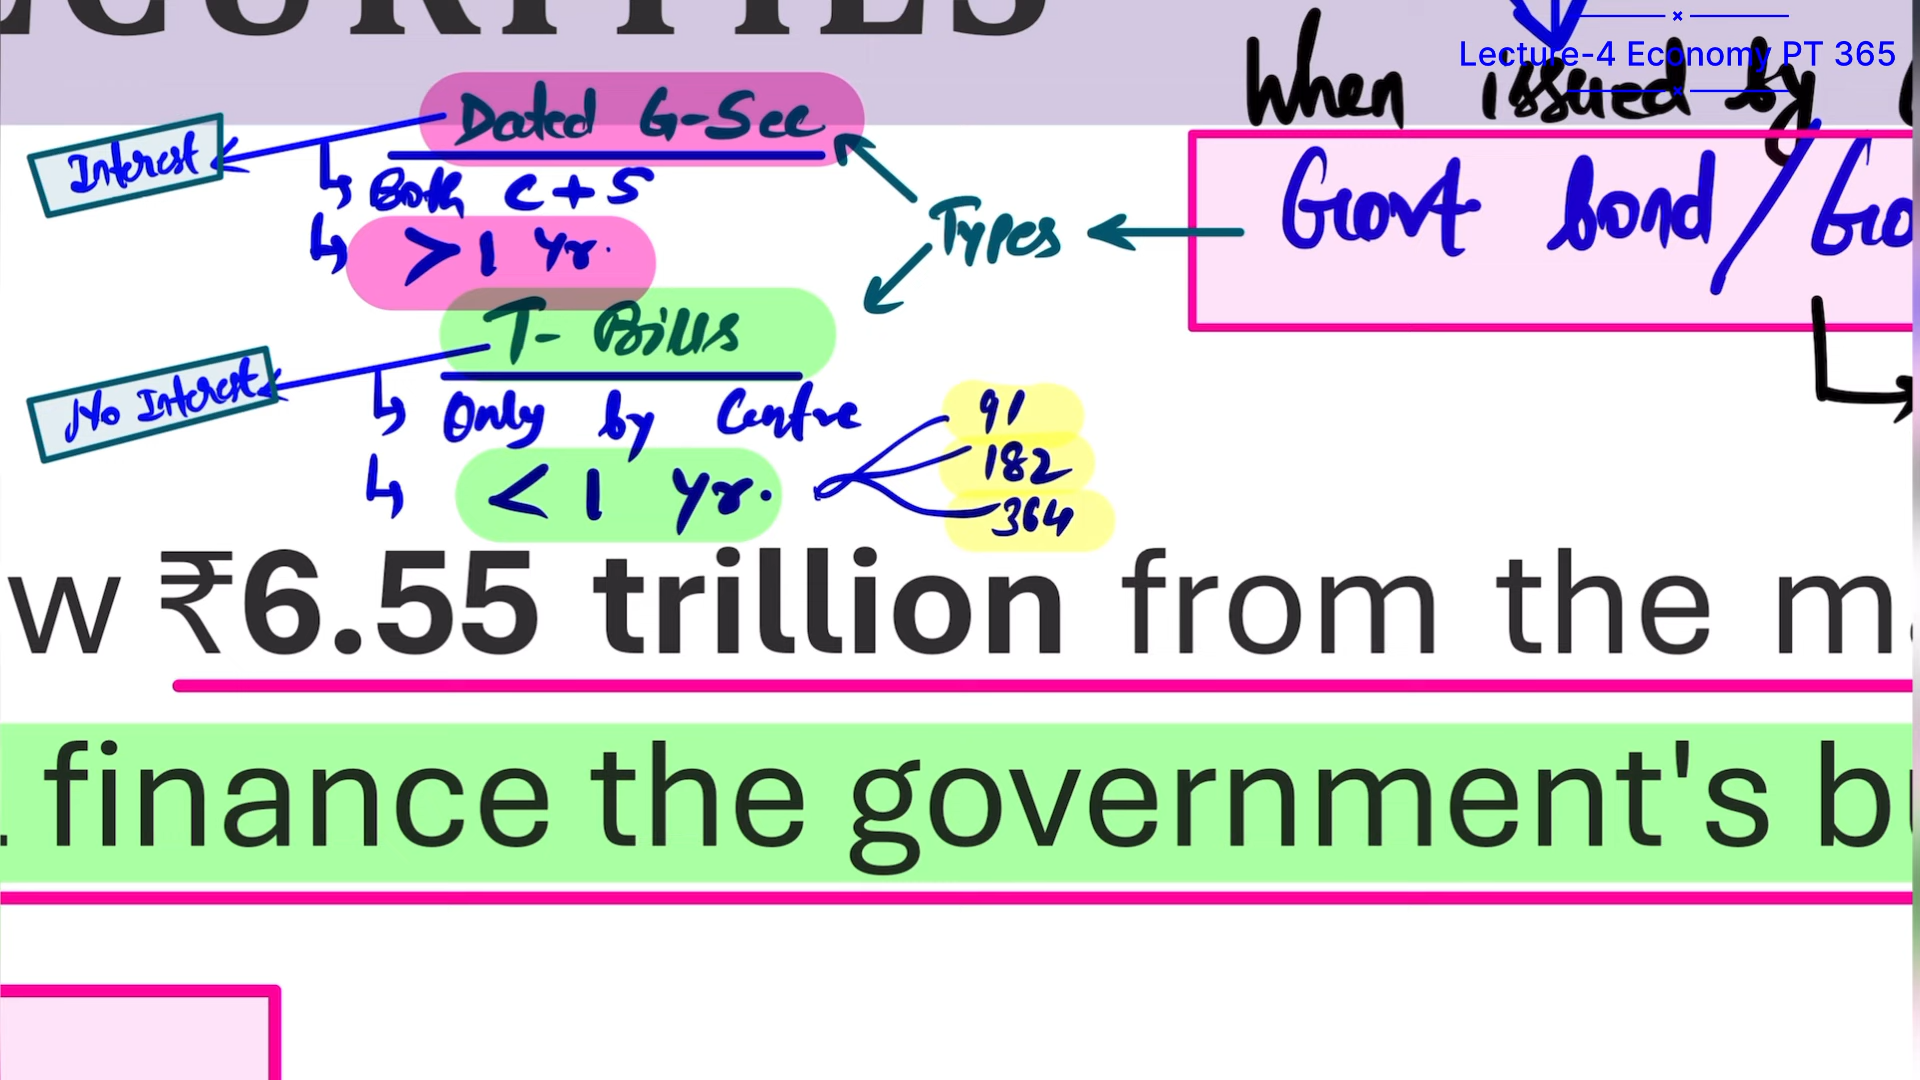 CURITIES
Lecture-4 Economy PT 365
When issued by
Dated G-Sec
Interest
Both C + S
> 1 Yr.
Types
Govt bond/
T- Bills
No Interest
Only by Centre
< 1 Yr.
91
182
364
w ₹6.55 trillion from the m
finance the government's b